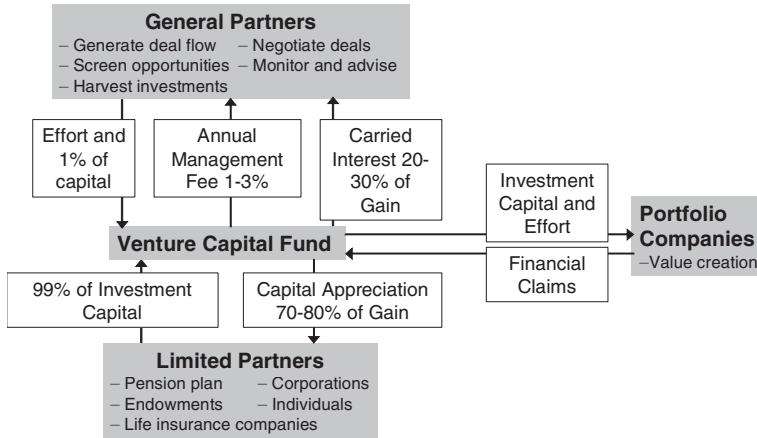 General Partners
– Generate deal flow – Negotiate deals
– Screen opportunities – Monitor and advise
– Harvest investments
Effort and
1% of
capital
Annual
Management
Fee 1-3%
Carried
Interest 20-
30% of
Gain
Investment
Capital and
Effort
Portfolio
Companies
–Value creation
Venture Capital Fund
Financial
Claims
99% of Investment
Capital
Capital Appreciation
70-80% of Gain
Limited Partners
– Pension plan – Corporations
– Endowments – Individuals
– Life insurance companies